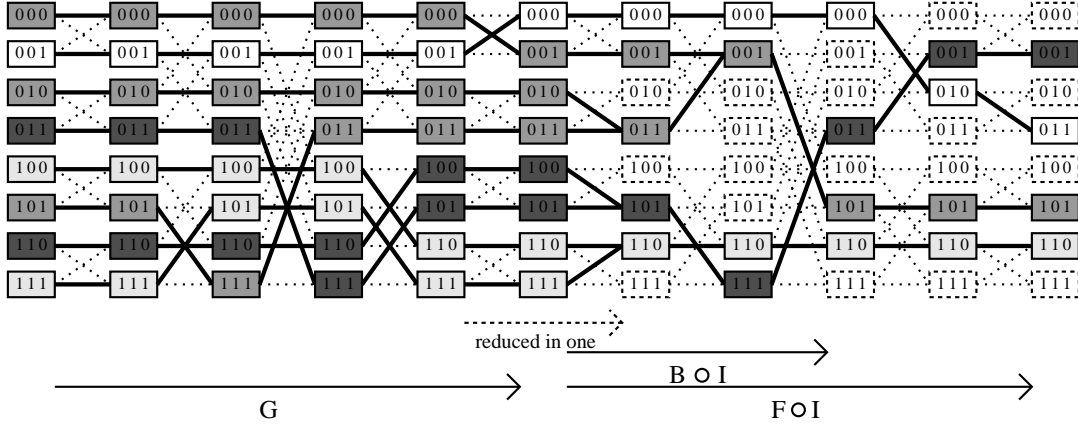 000 000 000 000 000 000 000 000 000 000 000
001 001 001 001 001 001 001 001 001 001 001
010 010 010 010 010 010 010 010 010 010 010
011 011 011 011 011 011 011 011 011 011 011
100 100 100 100 100 100 100 100 100 100 100
101 101 101 101 101 101 101 101 101 101 101
110 110 110 110 110 110 110 110 110 110 110
111 111 111 111 111 111 111 111 111 111 111
reduced in one
B o I
G
F o I